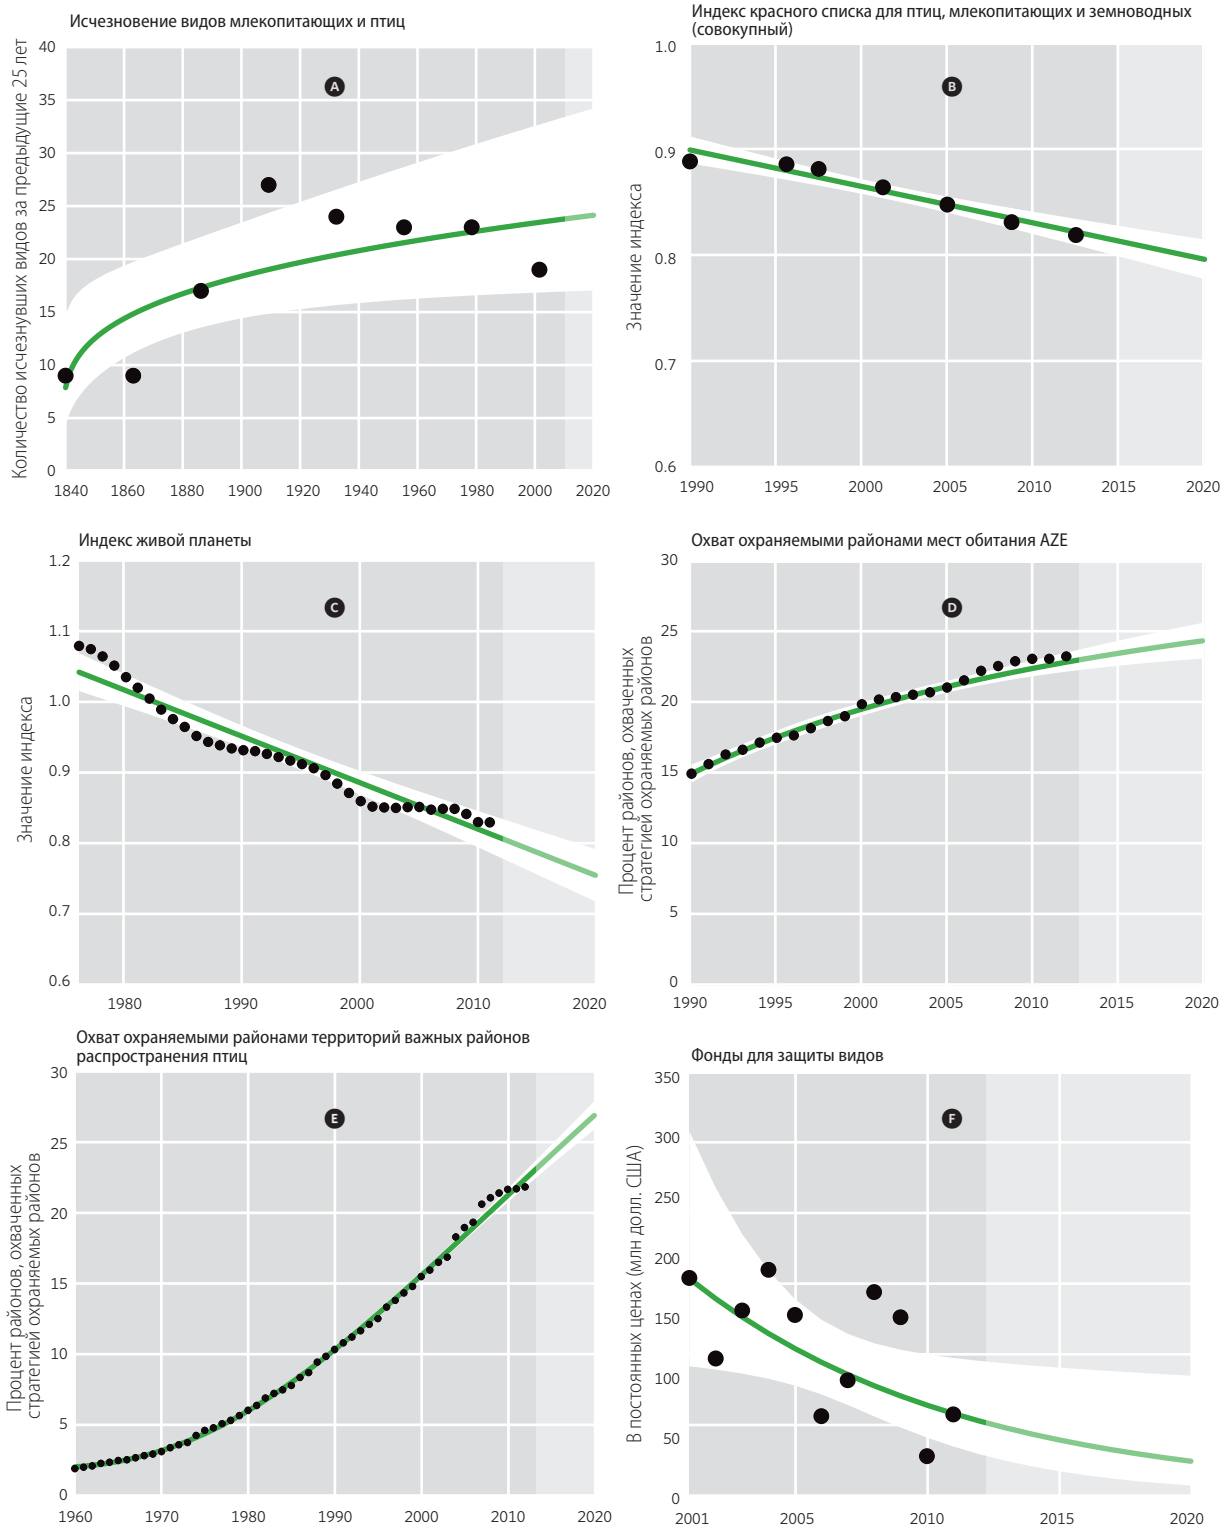 Исчезновение видов млекопитающих и птиц
Количество исчезнувших видов за предыдущие 25 лет
40
35
30
25
20
15
10
5
0
A
1840 1860 1880 1900 1920 1940 1960 1980 2000 2020
Индекс красного списка для птиц, млекопитающих и земноводных
(совокупный)
Значение индекса
1.0
0.9
0.8
0.7
0.6
B
1990 1995 2000 2005 2010 2015 2020
Индекс живой планеты
Значение индекса
1.2
1.1
1.0
0.9
0.8
0.7
0.6
C
1980 1990 2000 2010 2020
Охват охраняемыми районами мест обитания AZE
Процент районов, охваченных
стратегией охраняемых районов
30
25
20
15
10
5
0
D
1990 1995 2000 2005 2010 2015 2020
Охват охраняемыми районами территорий важных районов
распространения птиц
Процент районов, охваченных
стратегией охраняемых районов
30
25
20
15
10
5
0
E
1960 1970 1980 1990 2000 2010 2020
Фонды для защиты видов
В постоянных ценах (млн долл. США)
350
300
250
200
150
100
50
0
F
2001 2005 2010 2015 2020